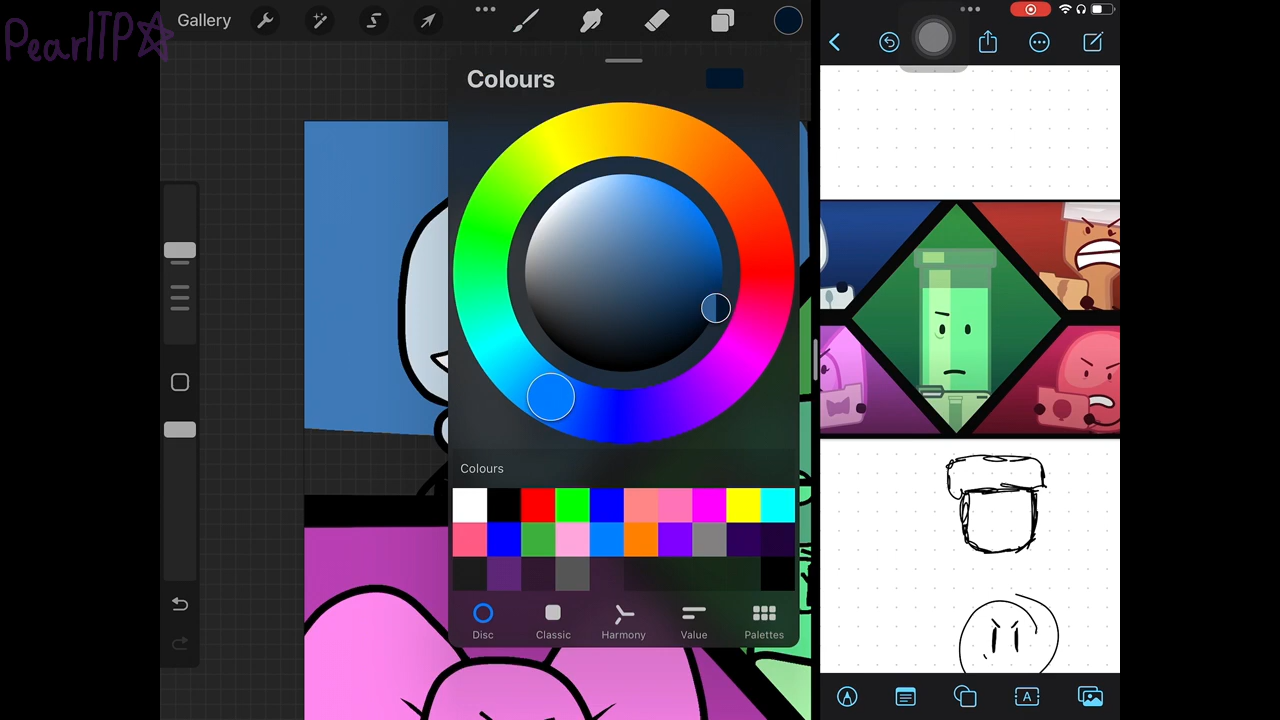 PearlTP☆
Gallery
Colours
Colours
Disc
Classic
Harmony
Value
Palettes
A